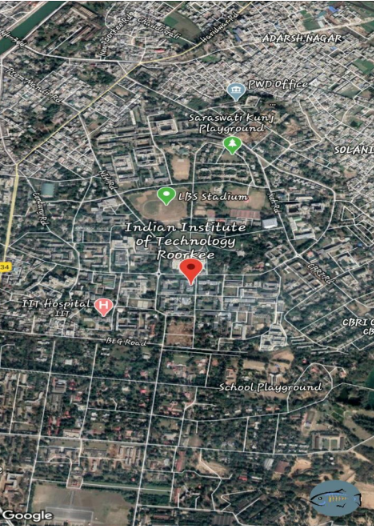 ADARSH NAGAR
PWD Office
Saraswati Kunj
Playground
SOLANI
LBS Stadium
Indian Institute
of Technology
Roorkee
34
IIT Hospital
IIT
H
CBRI
BEG Road
School Playground
Google